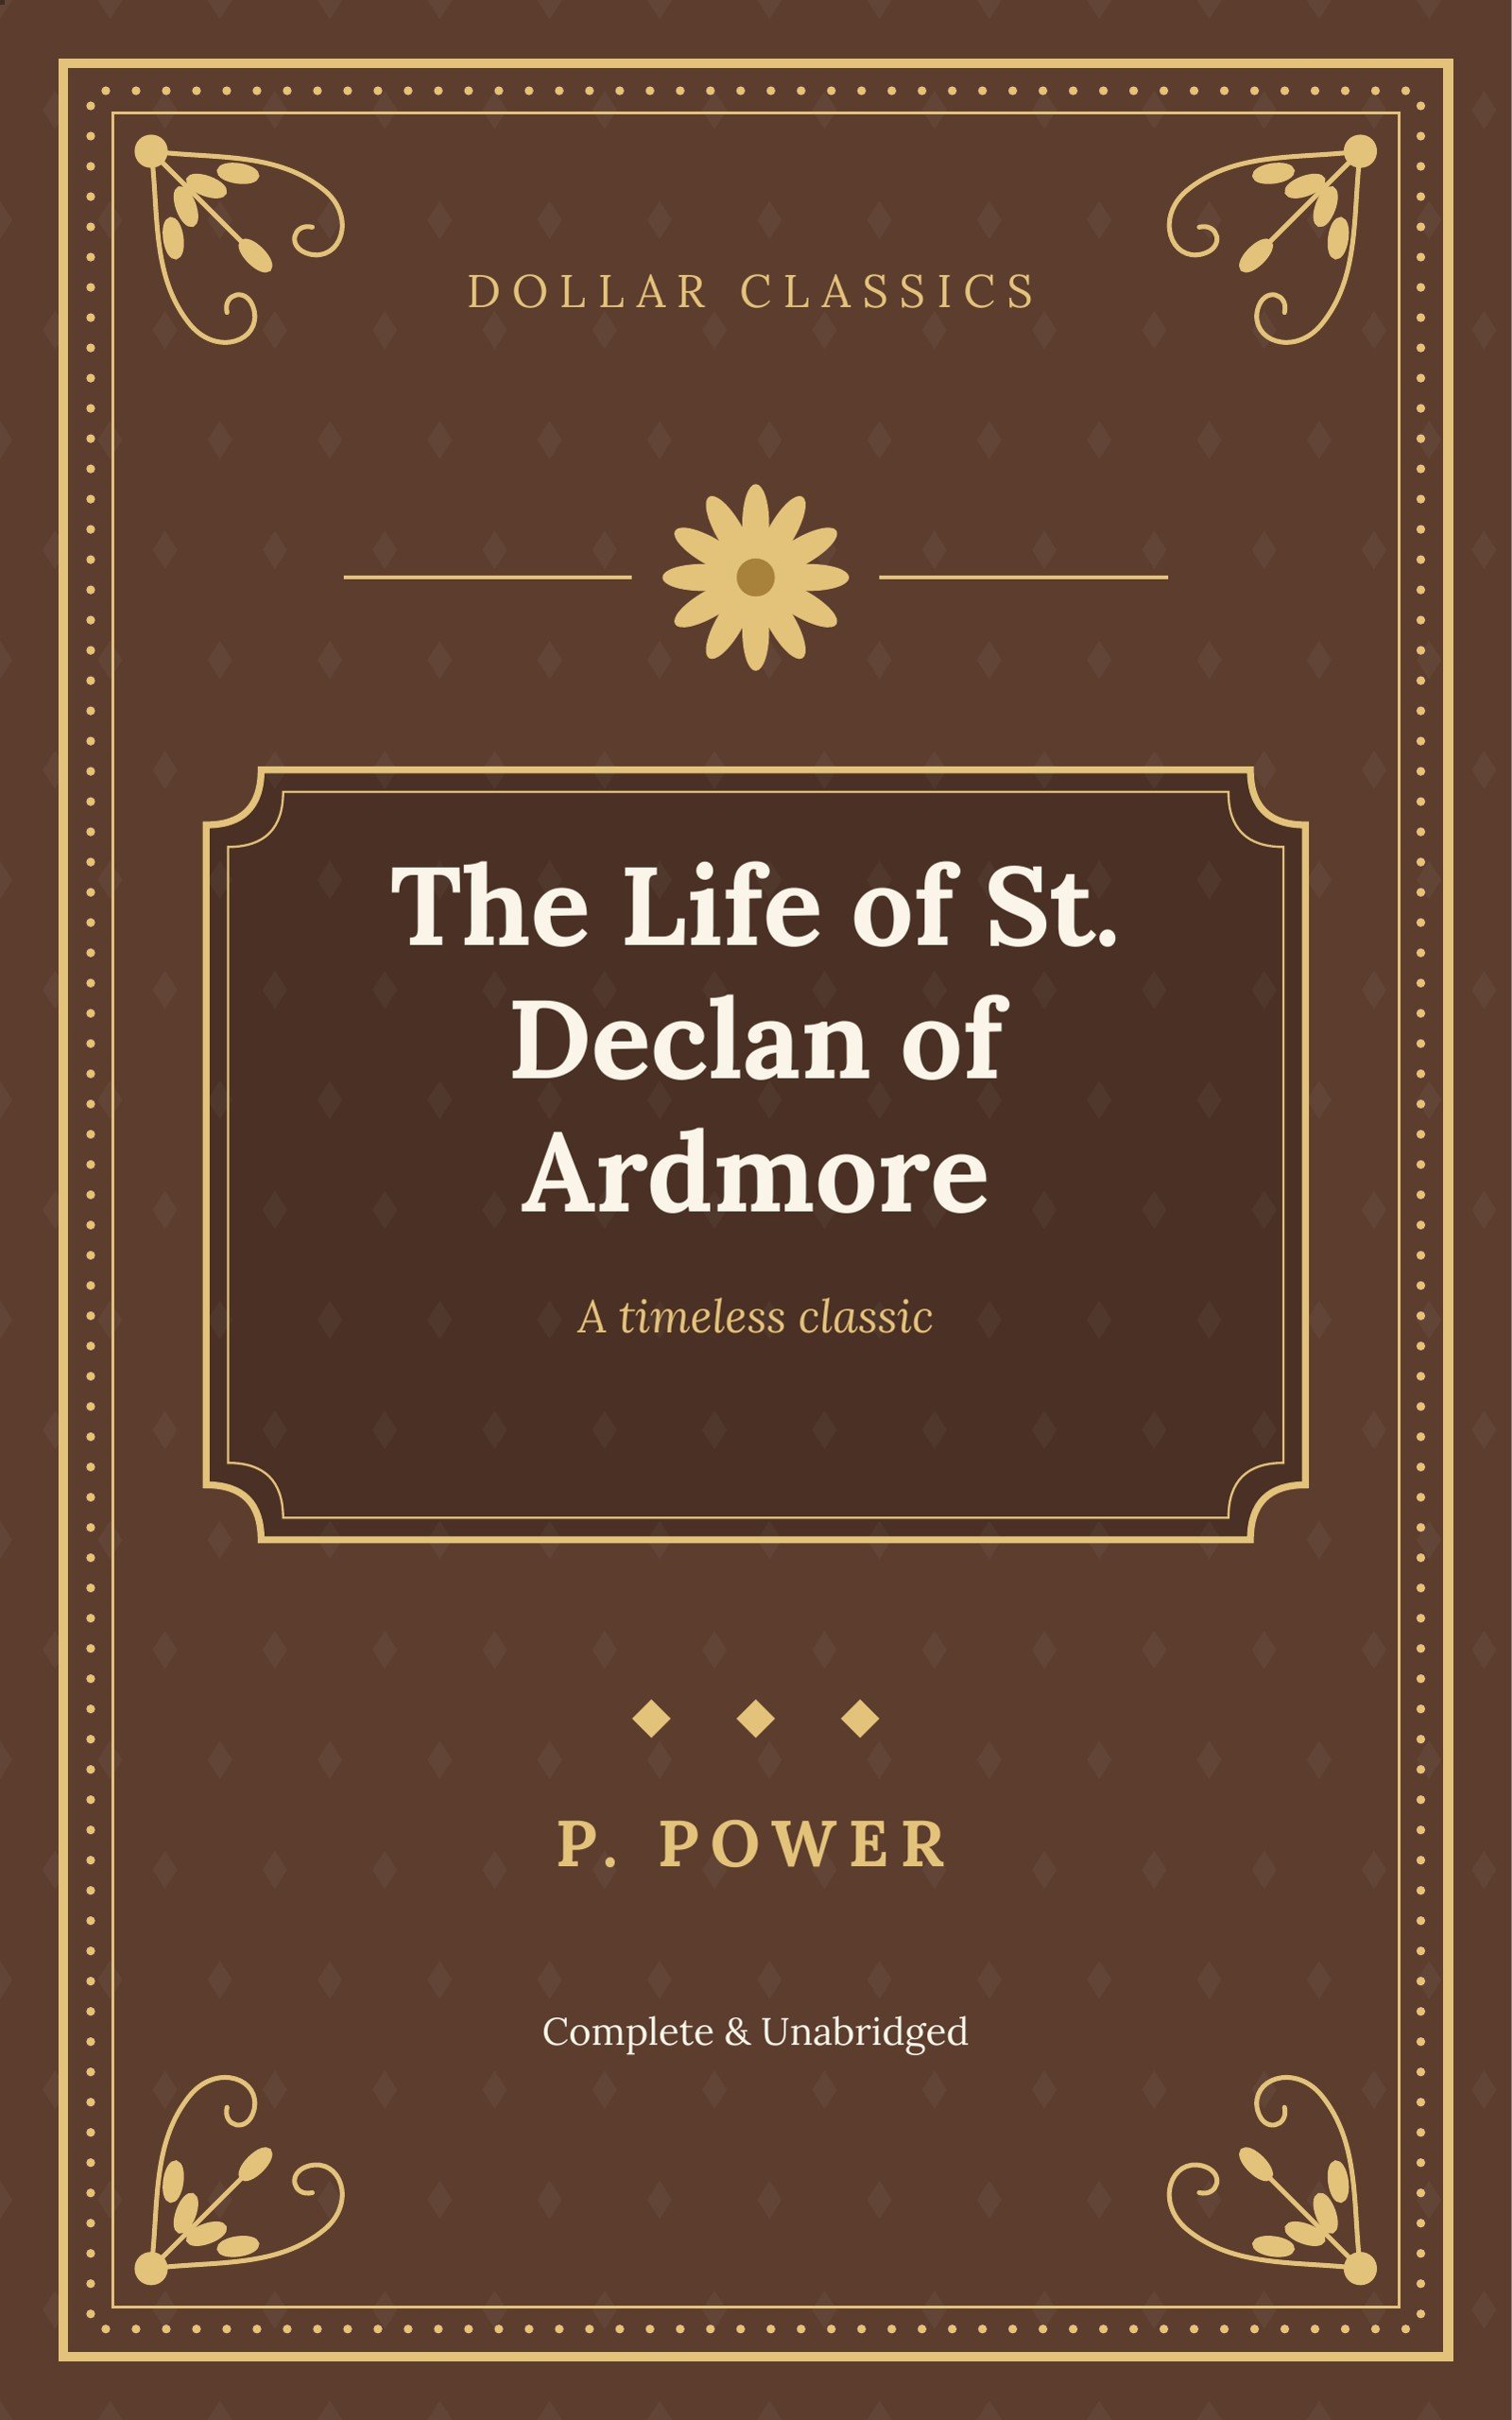 DOLLAR CLASSICS
The Life of St.
Declan of
Ardmore
A timeless classic
P. POWER
Complete & Unabridged